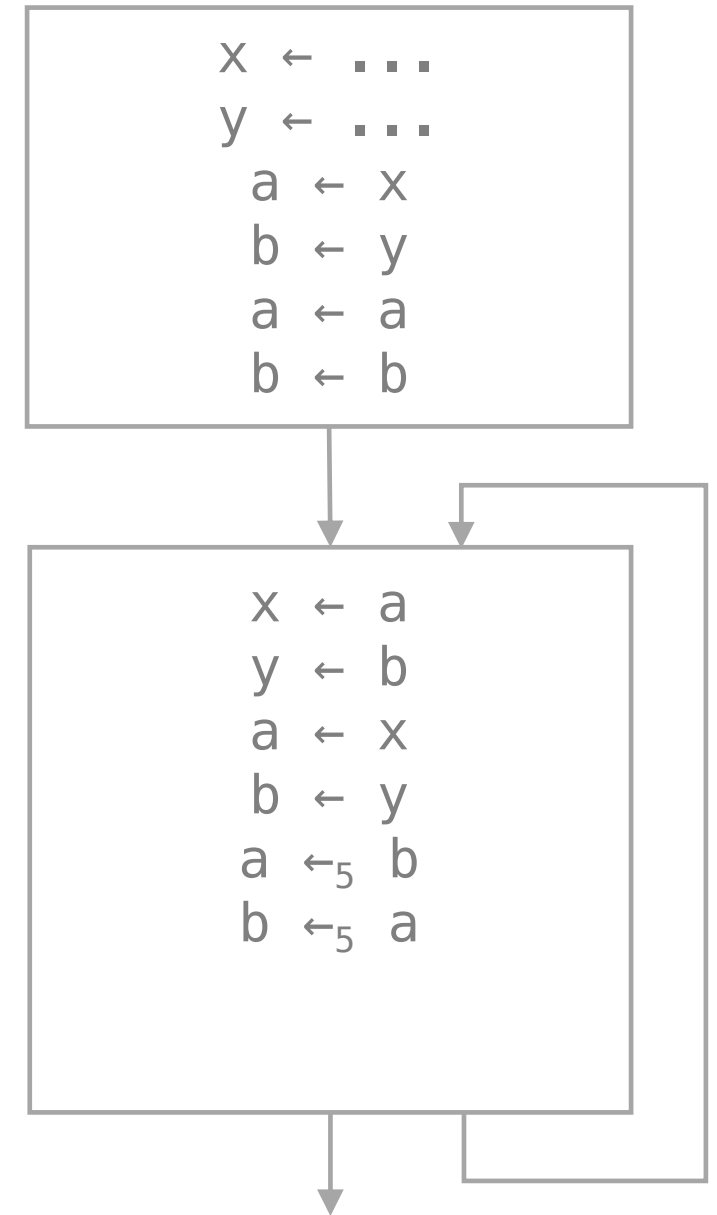 x ← ...
y ← ...
a ← x
b ← y
a ← a
b ← b
x ← a
y ← b
a ← x
b ← y
a ←₅ b
b ←₅ a